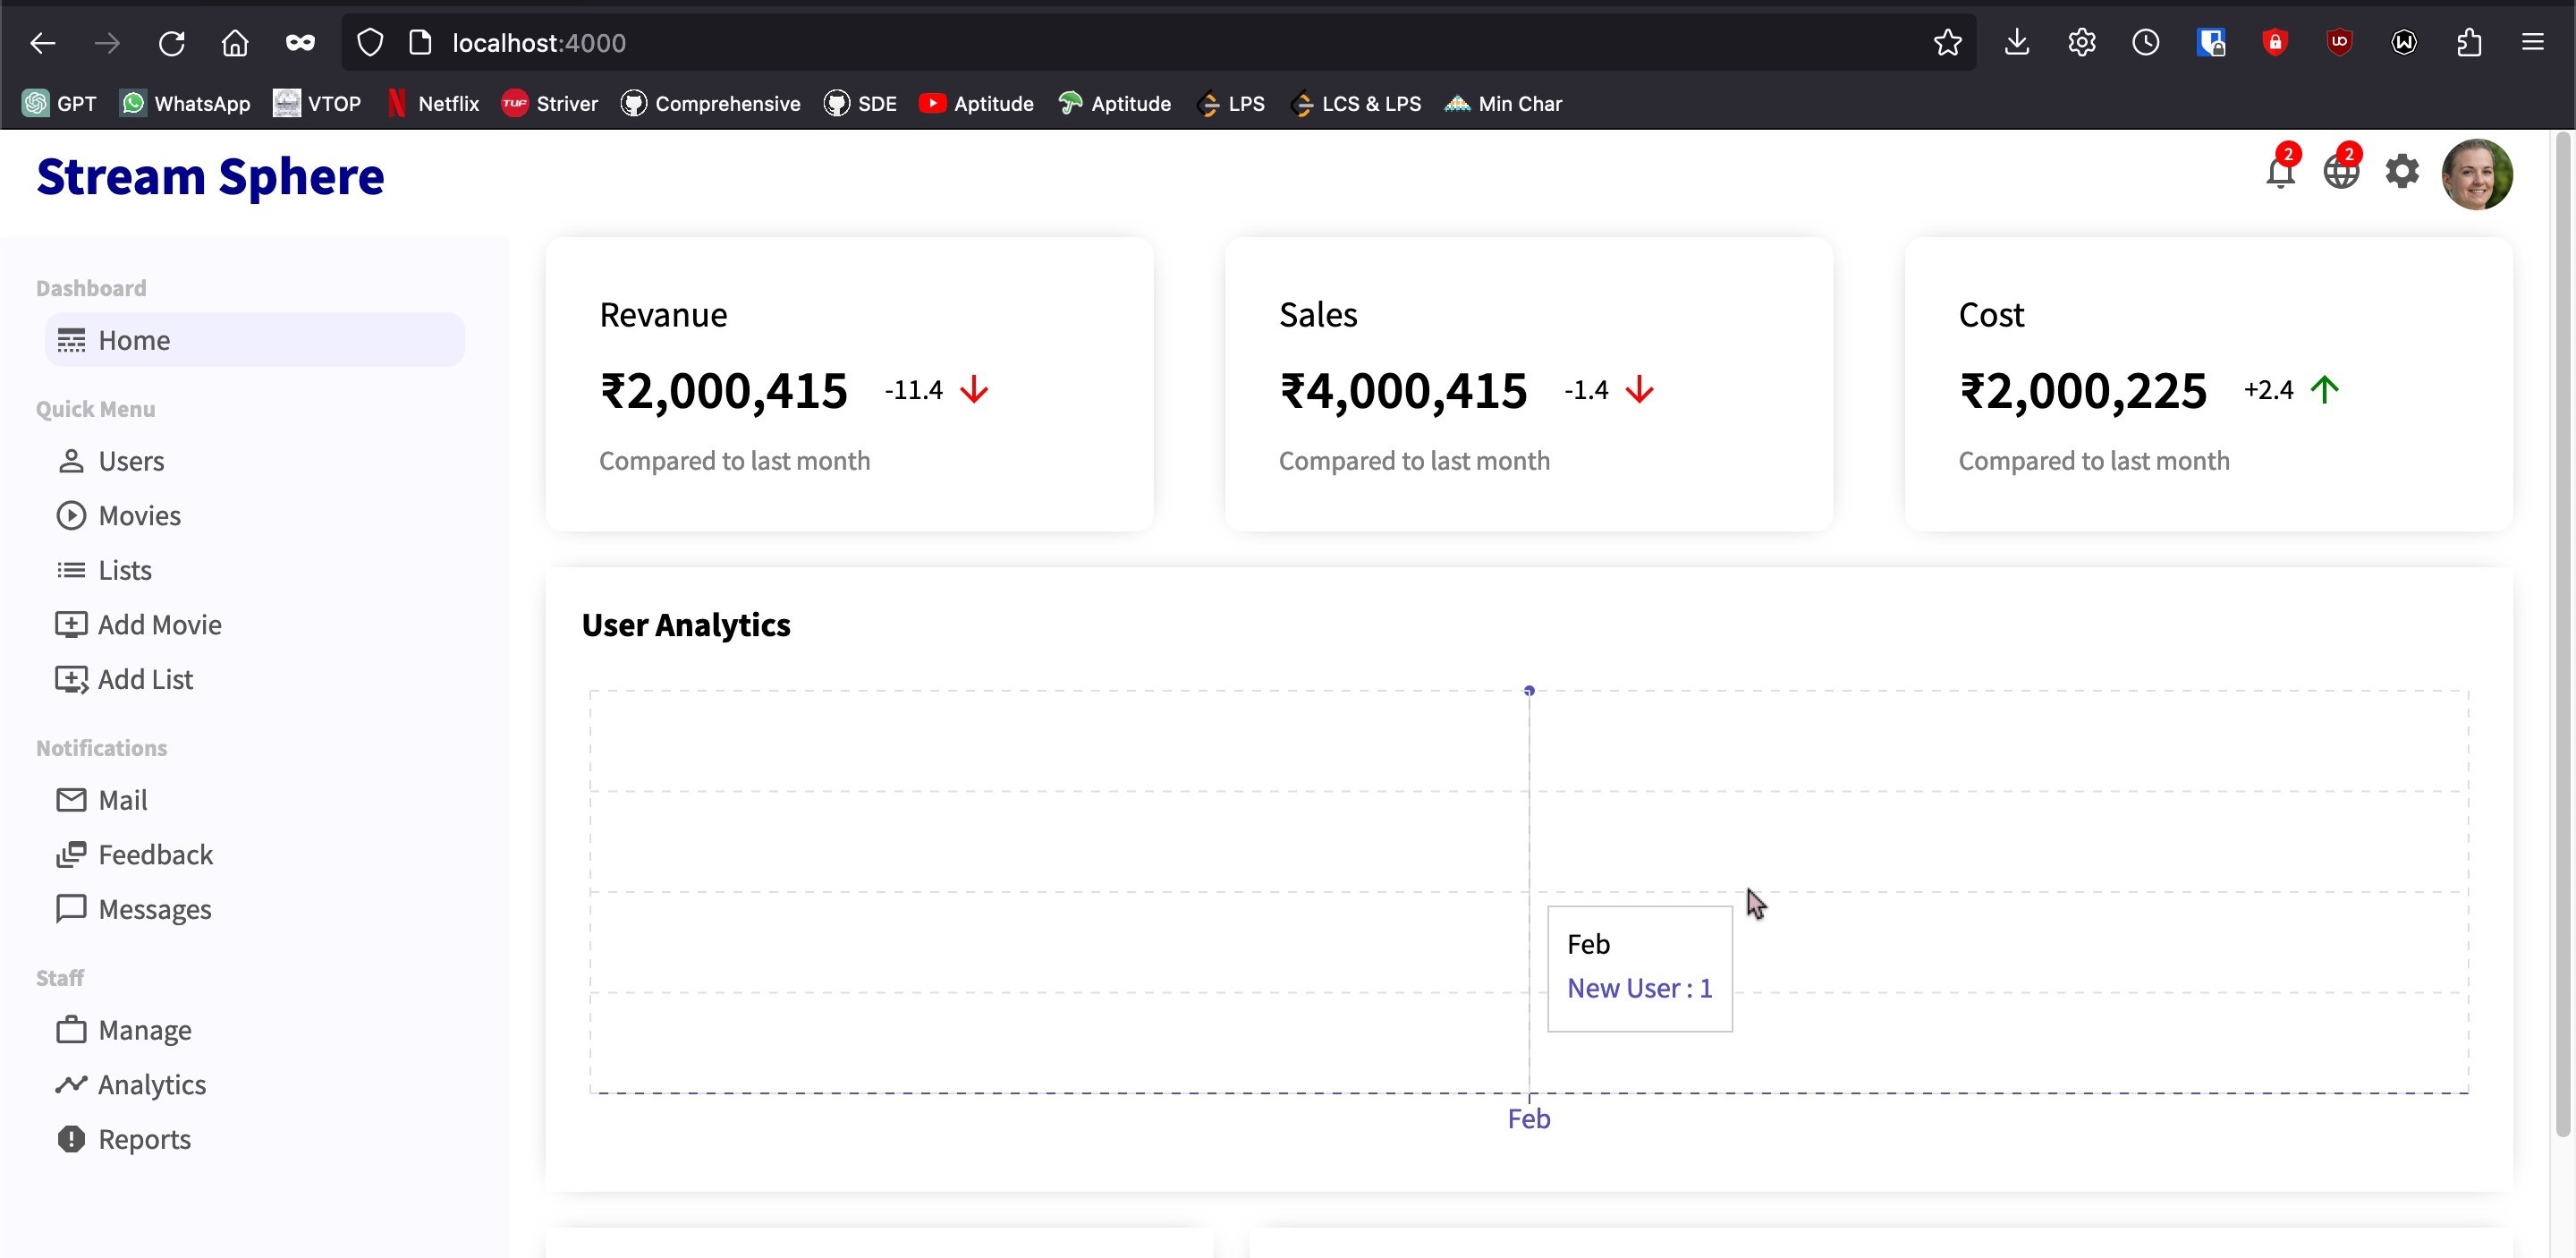 localhost:4000
GPT WhatsApp VTOP Netflix TUF Striver Comprehensive SDE Aptitude Aptitude LPS LCS & LPS Min Char
Stream Sphere
2 2
Dashboard
Home
Quick Menu
Users
Movies
Lists
Add Movie
Add List
Notifications
Mail
Feedback
Messages
Staff
Manage
Analytics
Reports
Revanue
₹2,000,415 -11.4
Compared to last month
Sales
₹4,000,415 -1.4
Compared to last month
Cost
₹2,000,225 +2.4
Compared to last month
User Analytics
Feb
New User : 1
Feb